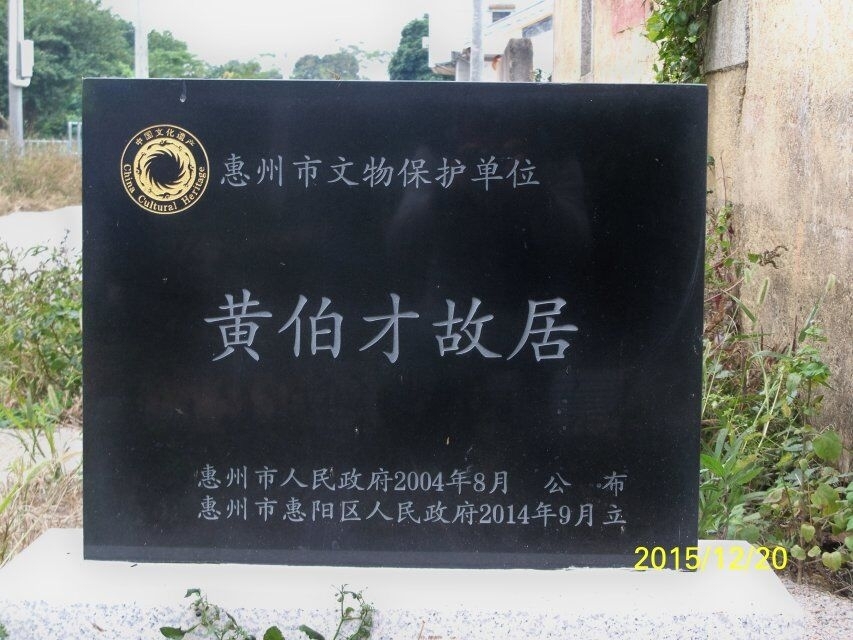 中国文化遗产
China Cultural Heritage
惠州市文物保护单位
黄伯才故居
惠州市人民政府2004年8月 公 布
惠州市惠阳区人民政府2014年9月立
2015/12/20